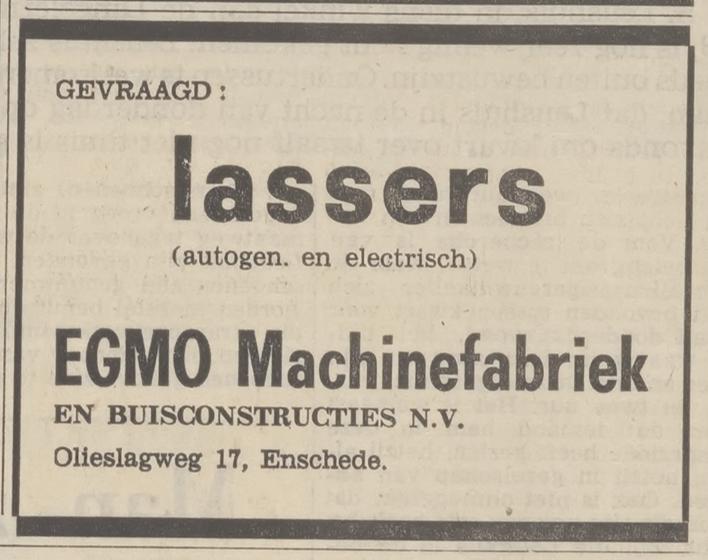 GEVRAAGD:
lassers
(autogen. en electrisch)
EGMO Machinefabriek
EN BUISCONSTRUCTIES N.V.
Olieslagweg 17, Enschede.